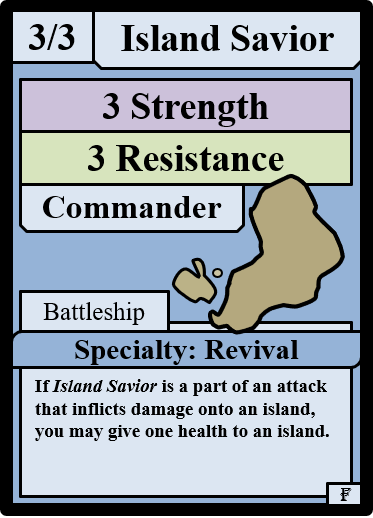 3/3 Island Savior
3 Strength
3 Resistance
Commander
Battleship
Specialty: Revival
If Island Savior is a part of an attack
that inflicts damage onto an island,
you may give one health to an island.